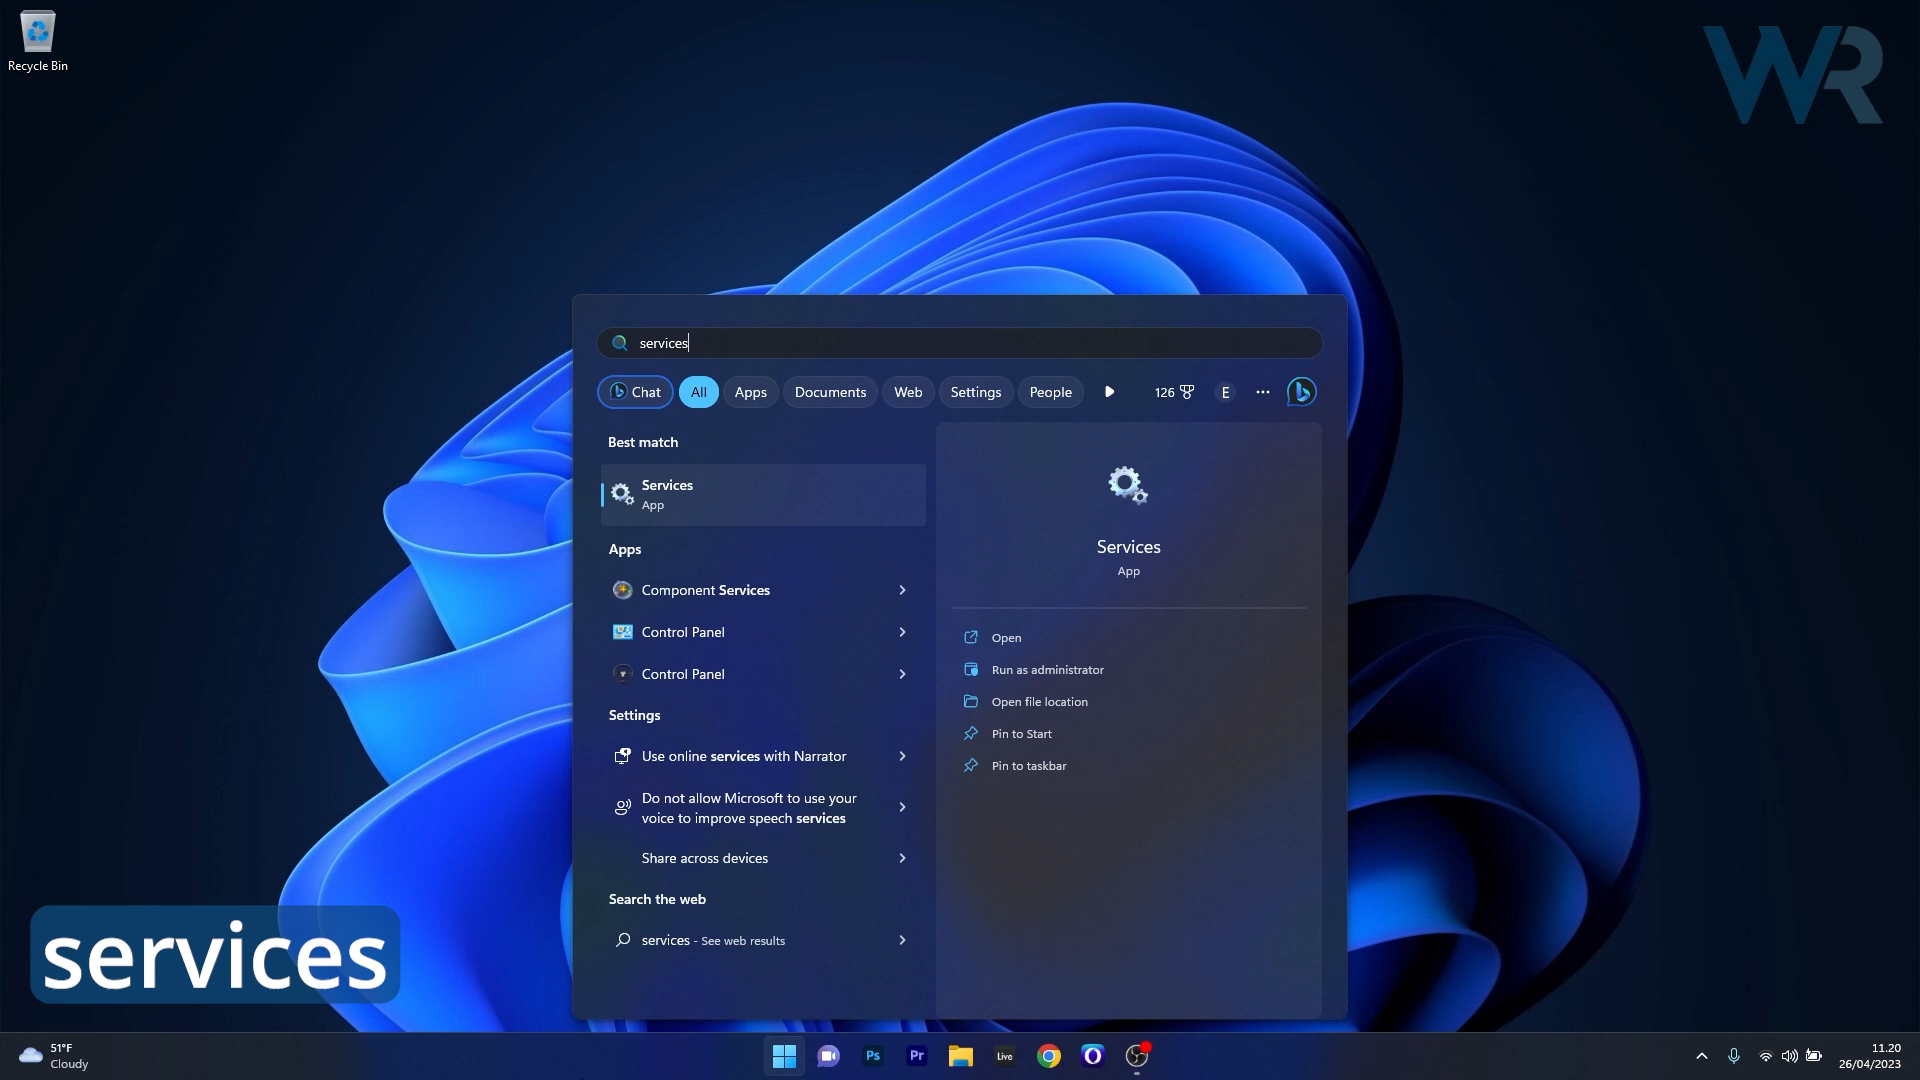 Recycle Bin
WR
services
Chat
All
Apps
Documents
Web
Settings
People
126
E
Best match
Services
App
Apps
Component Services
Control Panel
Control Panel
Settings
Use online services with Narrator
Do not allow Microsoft to use your
voice to improve speech services
Share across devices
Search the web
services - See web results
Services
App
Open
Run as administrator
Open file location
Pin to Start
Pin to taskbar
services
51°F
Cloudy
Ps
Pr
Live
11.20
26/04/2023